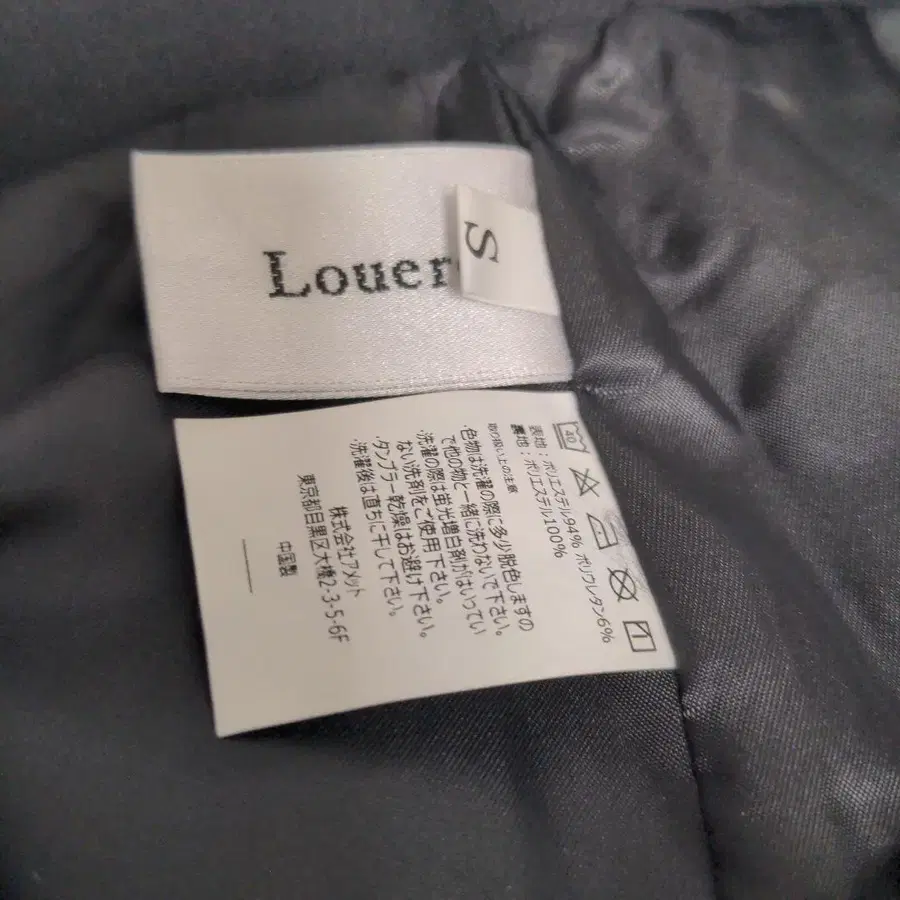 Louer
S
40
表地：ポリエステル94% ポリウレタン6%
裏地：ポリエステル100%
取り扱い上の注意
・色物は洗濯の際に多少脱色しますの
で他の物と一緒に洗わないで下さい。
・洗濯の際は蛍光増白剤がはいってい
ない洗剤をご使用下さい。
・タンブラー乾燥はお避け下さい。
・洗濯後は直ちに干して下さい。
株式会社アメット
東京都目黒区大橋2-3-5-6F
中国製